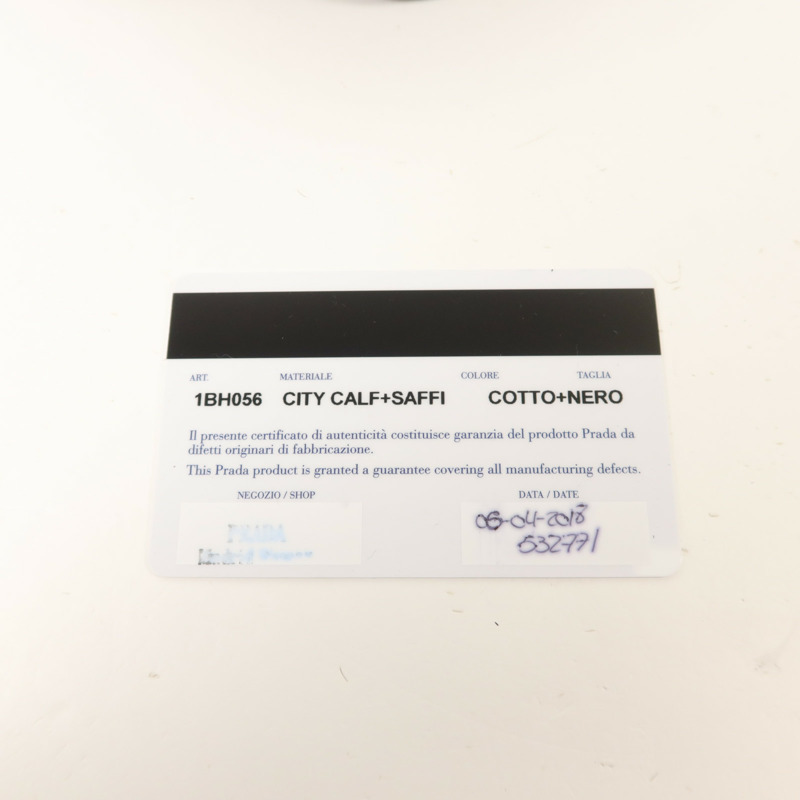 ART.
MATERIALE
COLORE
TAGLIA
1BH056
CITY CALF+SAFFI
COTTO+NERO
Il presente certificato di autenticità costituisce garanzia del prodotto Prada da
difetti originari di fabbricazione.
This Prada product is granted a guarantee covering all manufacturing defects.
NEGOZIO / SHOP
DATA / DATE
PRADA
06-04-2018
532771